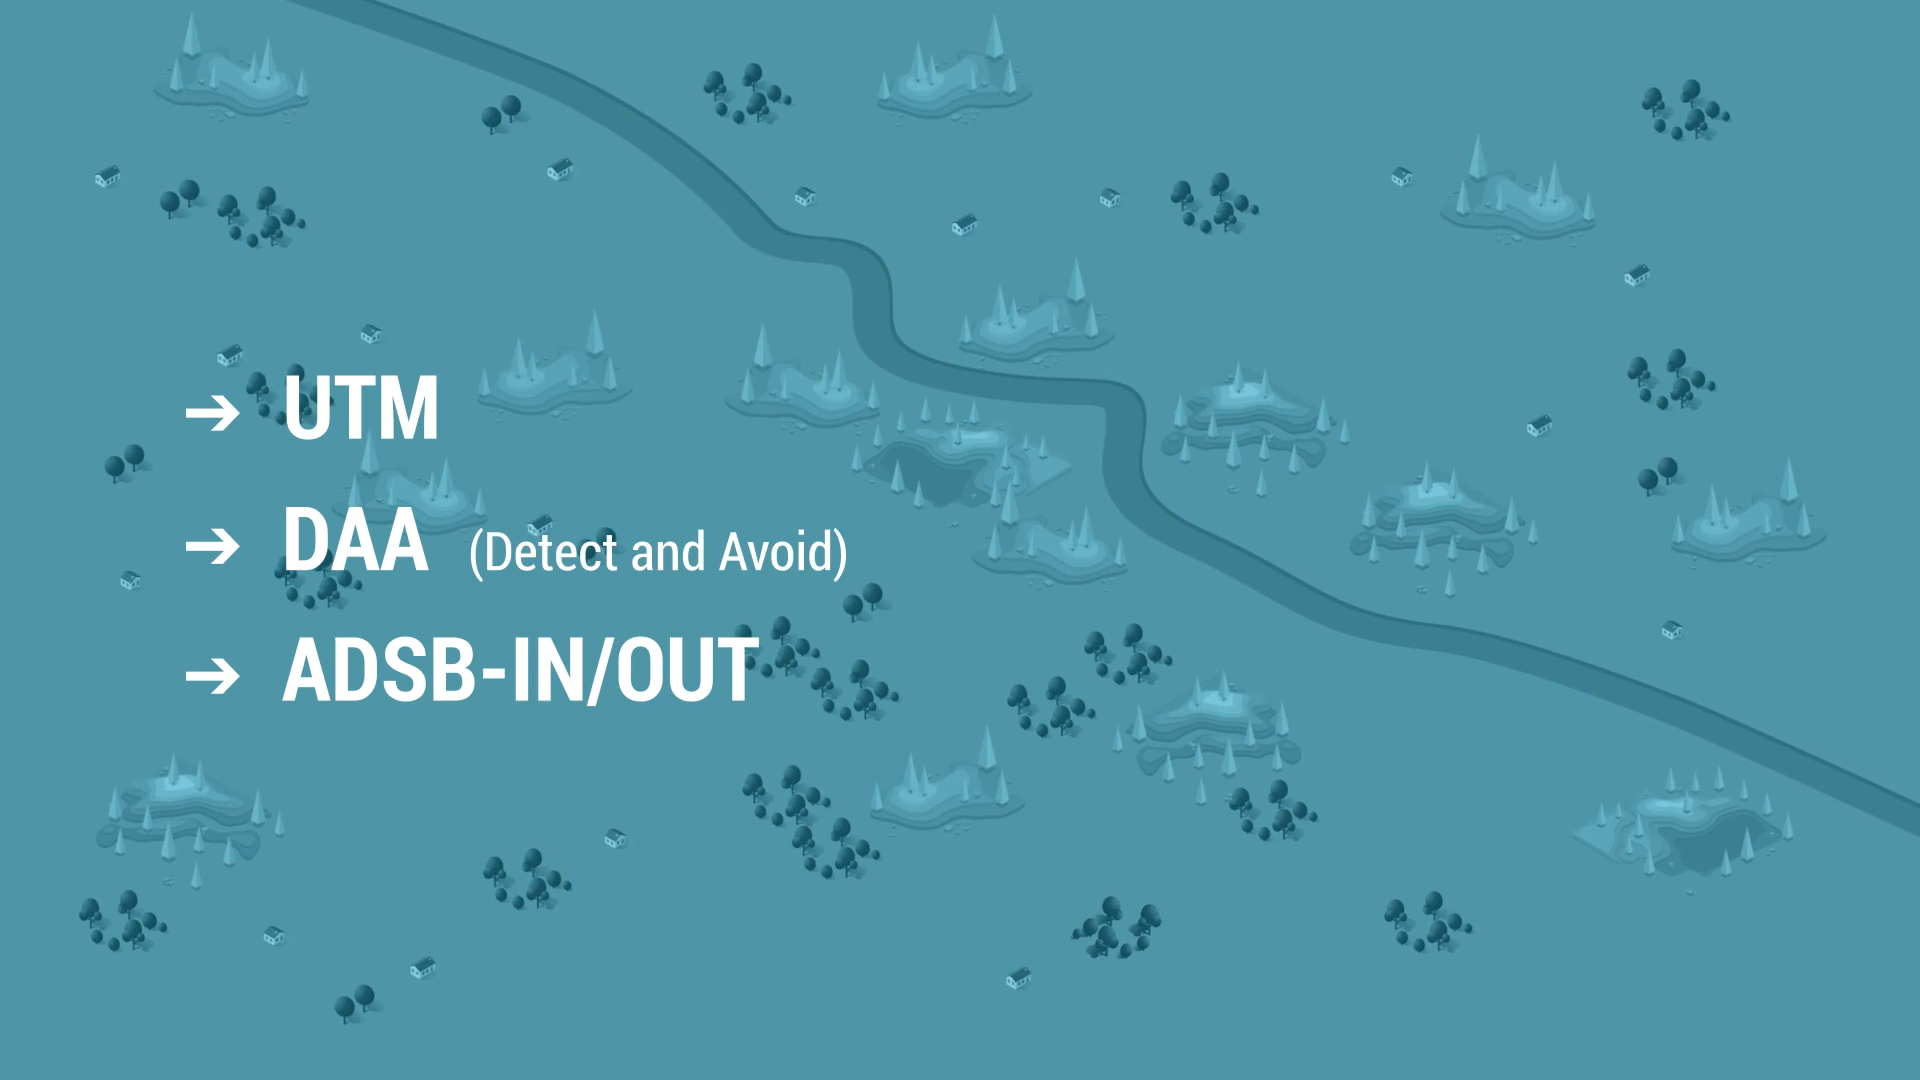 → UTM
→ DAA (Detect and Avoid)
→ ADSB-IN/OUT